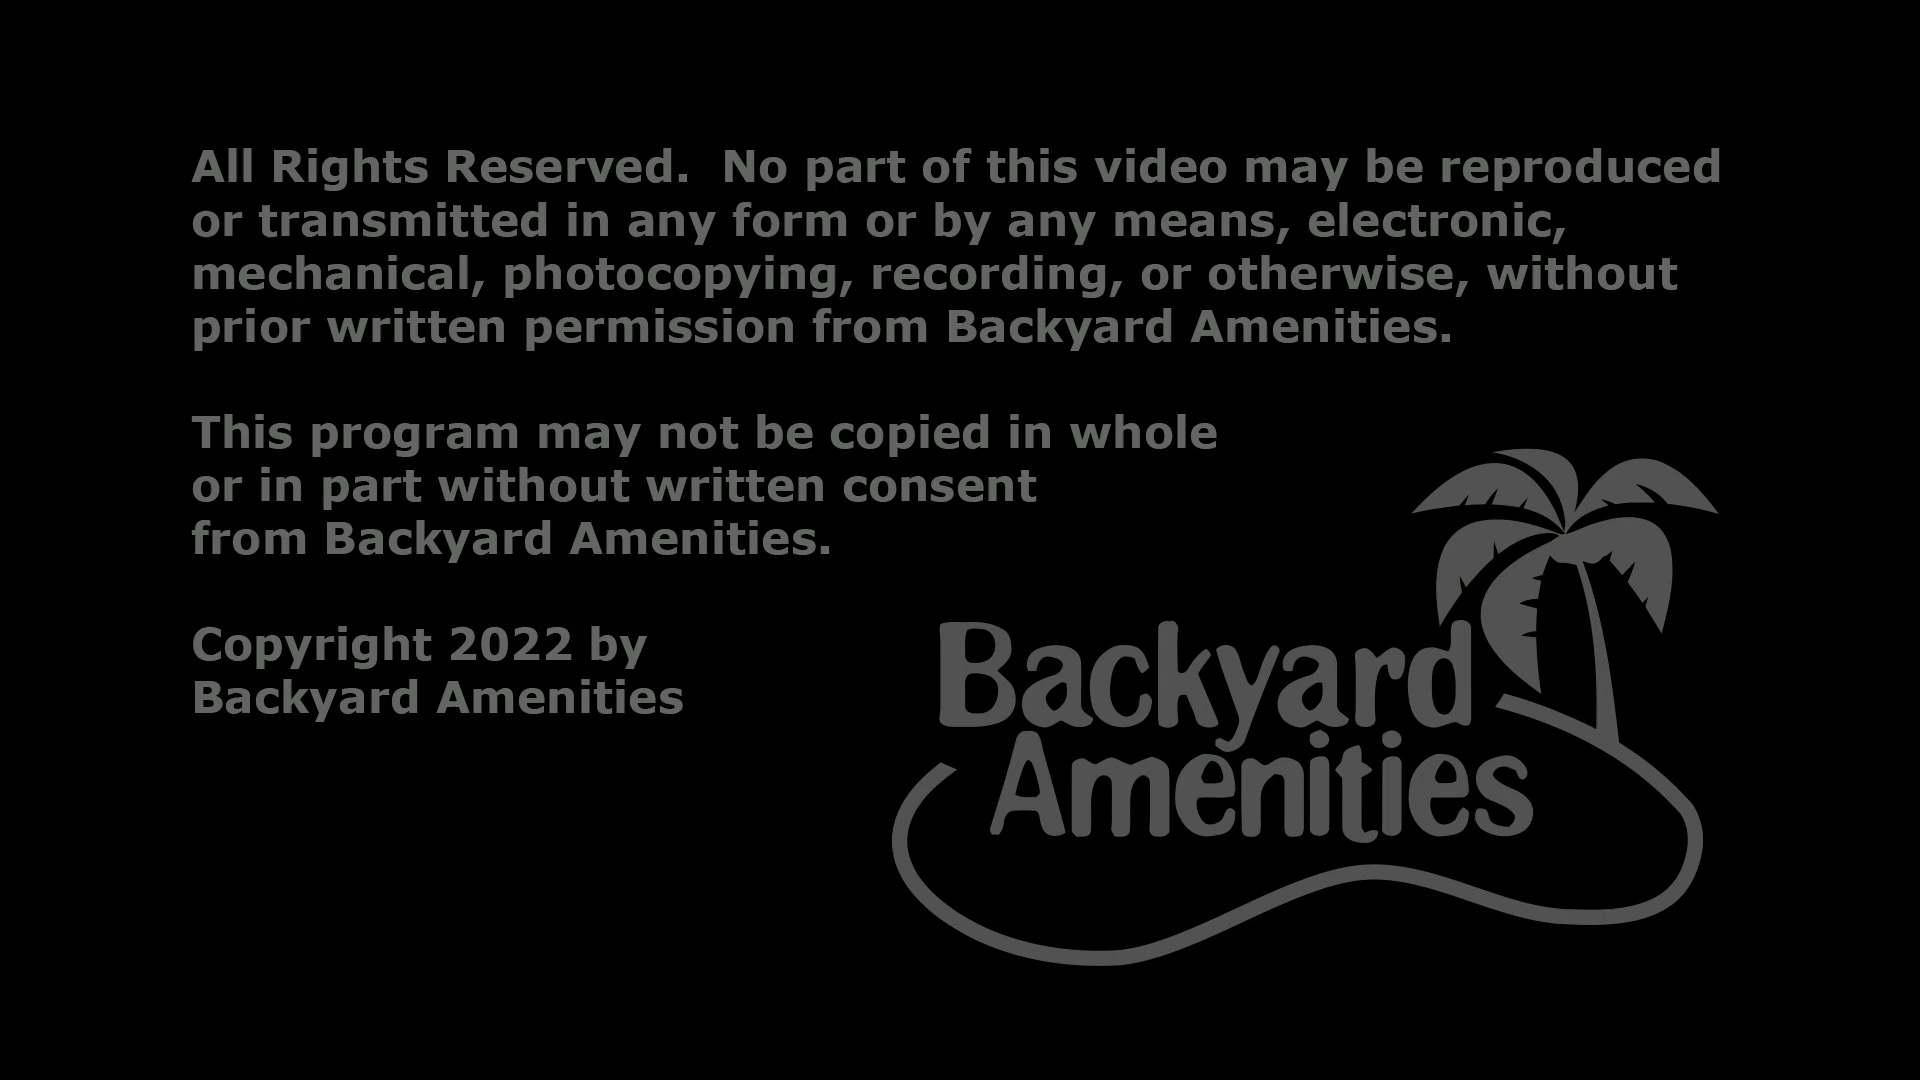 All Rights Reserved.  No part of this video may be reproduced
or transmitted in any form or by any means, electronic,
mechanical, photocopying, recording, or otherwise, without
prior written permission from Backyard Amenities.
This program may not be copied in whole
or in part without written consent
from Backyard Amenities.
Copyright 2022 by
Backyard Amenities
Backyard
Amenities